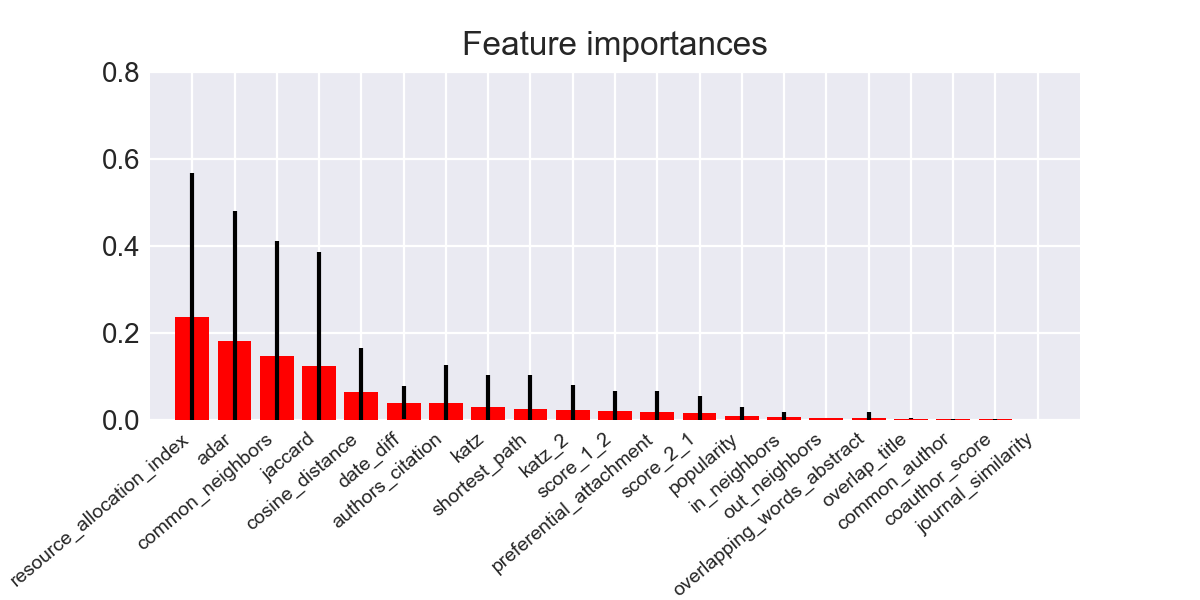 Feature importances
0.8
0.6
0.4
0.2
0.0
resource_allocation_index
adar
common_neighbors
jaccard
cosine_distance
date_diff
authors_citation
katz
shortest_path
katz_2
score_1_2
preferential_attachment
score_2_1
popularity
in_neighbors
out_neighbors
overlapping_words_abstract
overlap_title
common_author
coauthor_score
journal_similarity